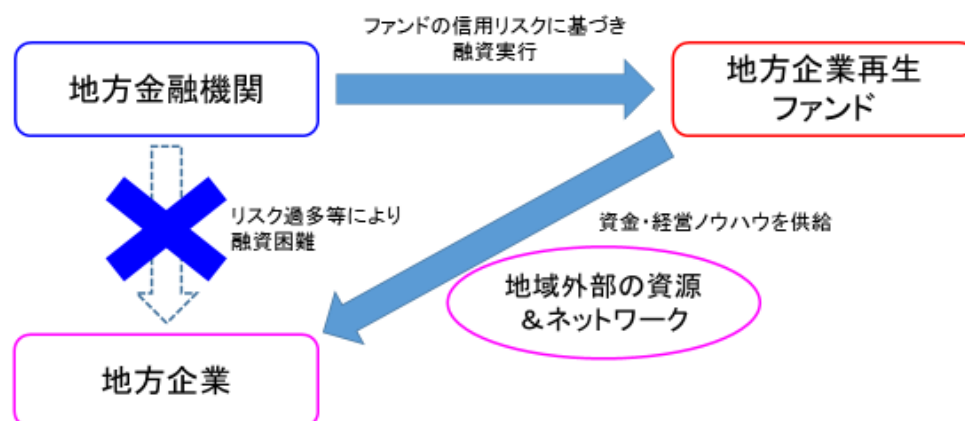 ファンドの信用リスクに基づき
融資実行
地方金融機関
地方企業再生
ファンド
リスク過多等により
融資困難
資金・経営ノウハウを供給
地域外部の資源
＆ネットワーク
地方企業